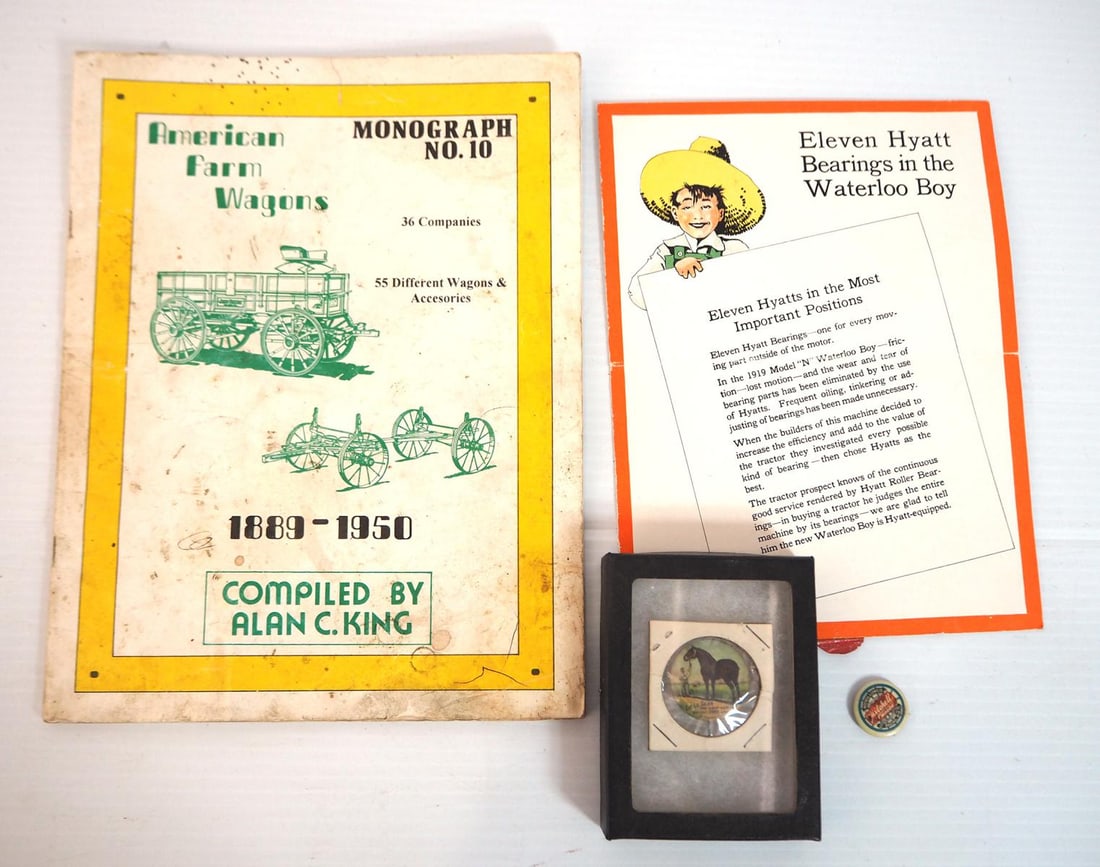 American
Farm
Wagons
MONOGRAPH
NO. 10
36 Companies
55 Different Wagons &
Accesories
1889-1950
COMPILED BY
ALAN C. KING
Eleven Hyatt
Bearings in the
Waterloo Boy
Eleven Hyatts in the Most
Important Positions
Eleven Hyatt Bearings—one for every mov-
ing part outside of the motor.
In the 1919 Model "N" Waterloo Boy—fric-
tion—lost motion—and the wear and tear of
bearing parts has been eliminated by the use
of Hyatts. Frequent oiling, tinkering or ad-
justing of bearings has been made unnecessary.
When the builders of this machine decided to
increase the efficiency and add to the value of
the tractor they investigated every possible
kind of bearing—then chose Hyatts as the
best.
The tractor prospect knows of the continuous
good service rendered by Hyatt Roller Bear-
ings—in buying a tractor he judges the entire
machine by its bearings—we are glad to tell
him the new Waterloo Boy is Hyatt-equipped.
Mitchell